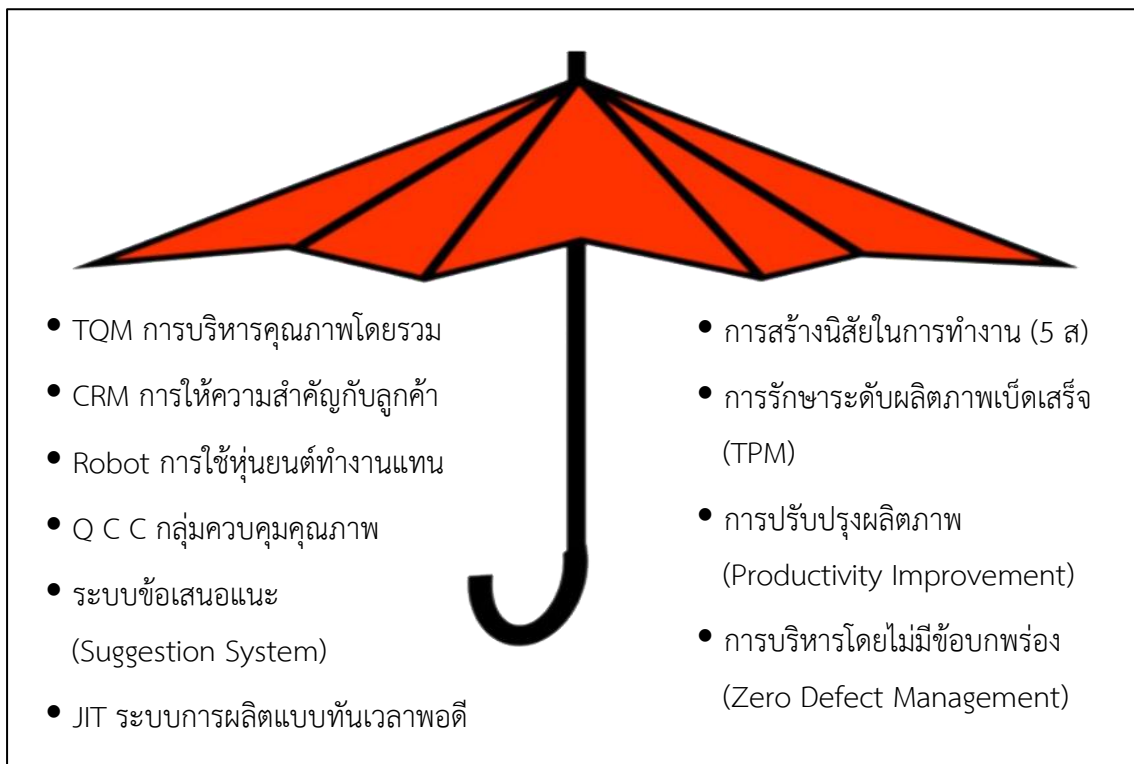 • TQM การบริหารคุณภาพโดยรวม
• CRM การให้ความสำคัญกับลูกค้า
• Robot การใช้หุ่นยนต์ทำงานแทน
• Q C C กลุ่มควบคุมคุณภาพ
• ระบบข้อเสนอแนะ
(Suggestion System)
• JIT ระบบการผลิตแบบทันเวลาพอดี
• การสร้างนิสัยในการทำงาน (5 ส)
• การรักษาระดับผลิตภาพเบ็ดเสร็จ
(TPM)
• การปรับปรุงผลิตภาพ
(Productivity Improvement)
• การบริหารโดยไม่มีข้อบกพร่อง
(Zero Defect Management)